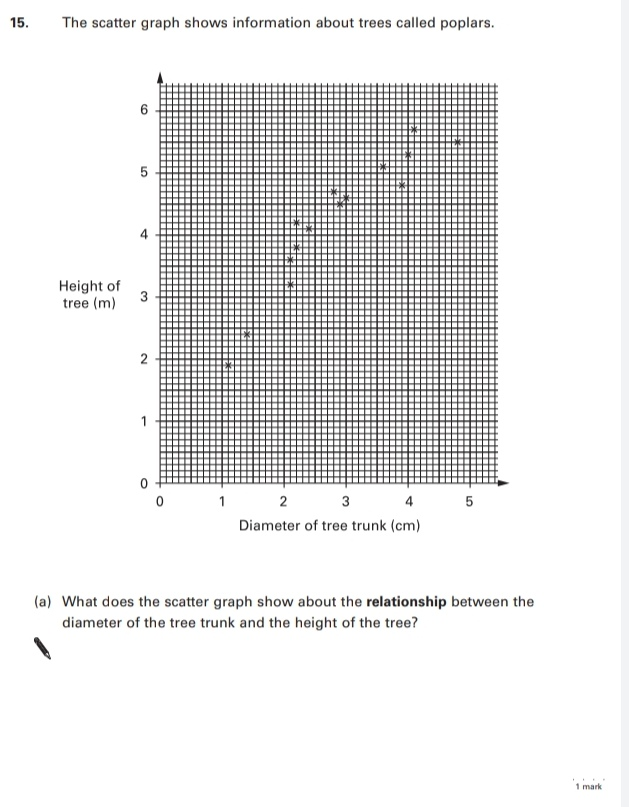 15. The scatter graph shows information about trees called poplars.
6
5
4
Height of
tree (m)
3
2
1
0
0 1 2 3 4 5
Diameter of tree trunk (cm)
(a) What does the scatter graph show about the relationship between the
diameter of the tree trunk and the height of the tree?
1 mark